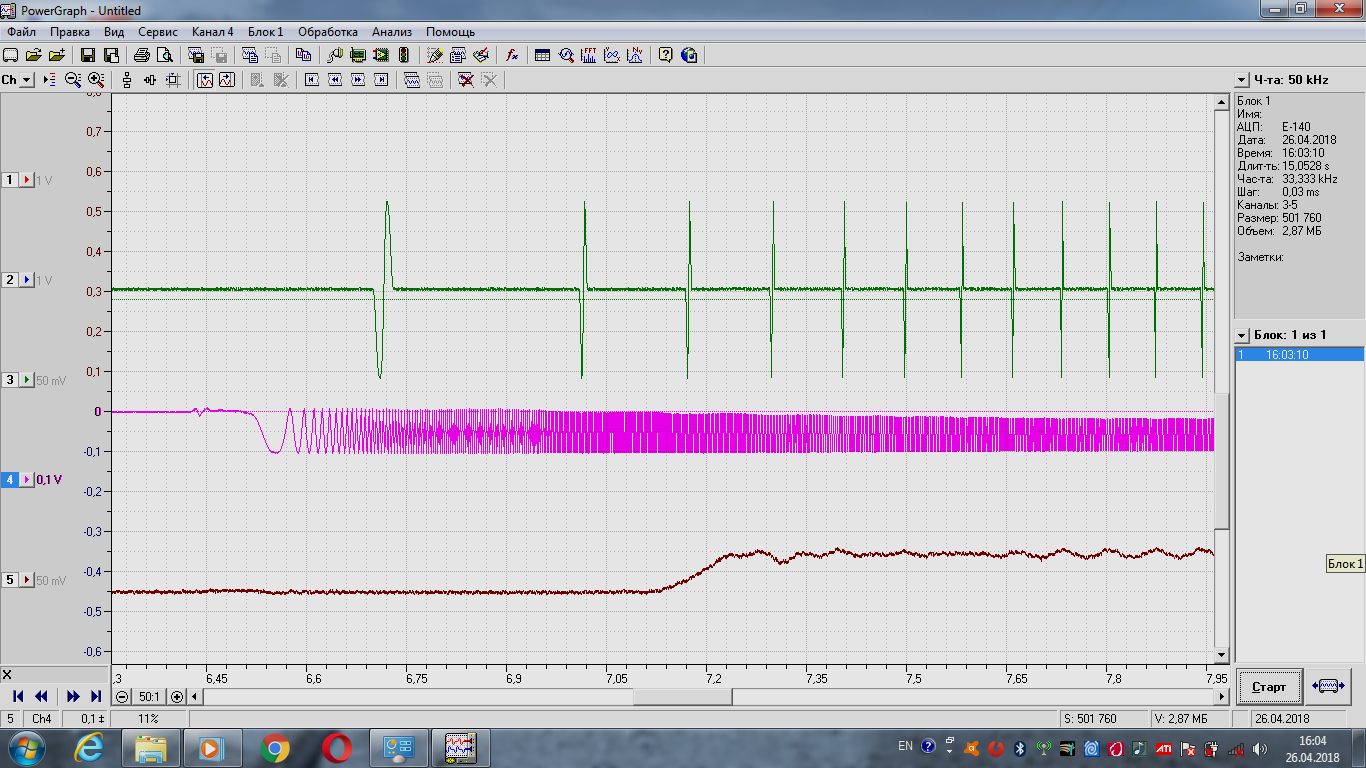 PowerGraph - Untitled
Файл Правка Вид Сервис Канал 4 Блок 1 Обработка Анализ Помощь
Ch
Ч-та: 50 kHz
Блок 1
Имя:
АЦП: E-140
Дата: 26.04.2018
Время: 16:03:10
Длит-ть: 15,0528 s
Час-та: 33,333 kHz
Шаг: 0,03 ms
Каналы: 3-5
Размер: 501 760
Объем: 2,87 МБ
Заметки:
Блок: 1 из 1
1 16:03:10
Блок 1
1 1 V
2 1 V
3 50 mV
4 0,1 V
5 50 mV
0,7
0,6
0,5
0,4
0,3
0,2
0,1
0
-0,1
-0,2
-0,3
-0,4
-0,5
-0,6
,3 6,45 6,6 6,75 6,9 7,05 7,2 7,35 7,5 7,65 7,8 7,95
50:1
Старт
5 Ch4 0,1 ± 11% S: 501 760 V: 2,87 МБ 26.04.2018
EN
16:04
26.04.2018